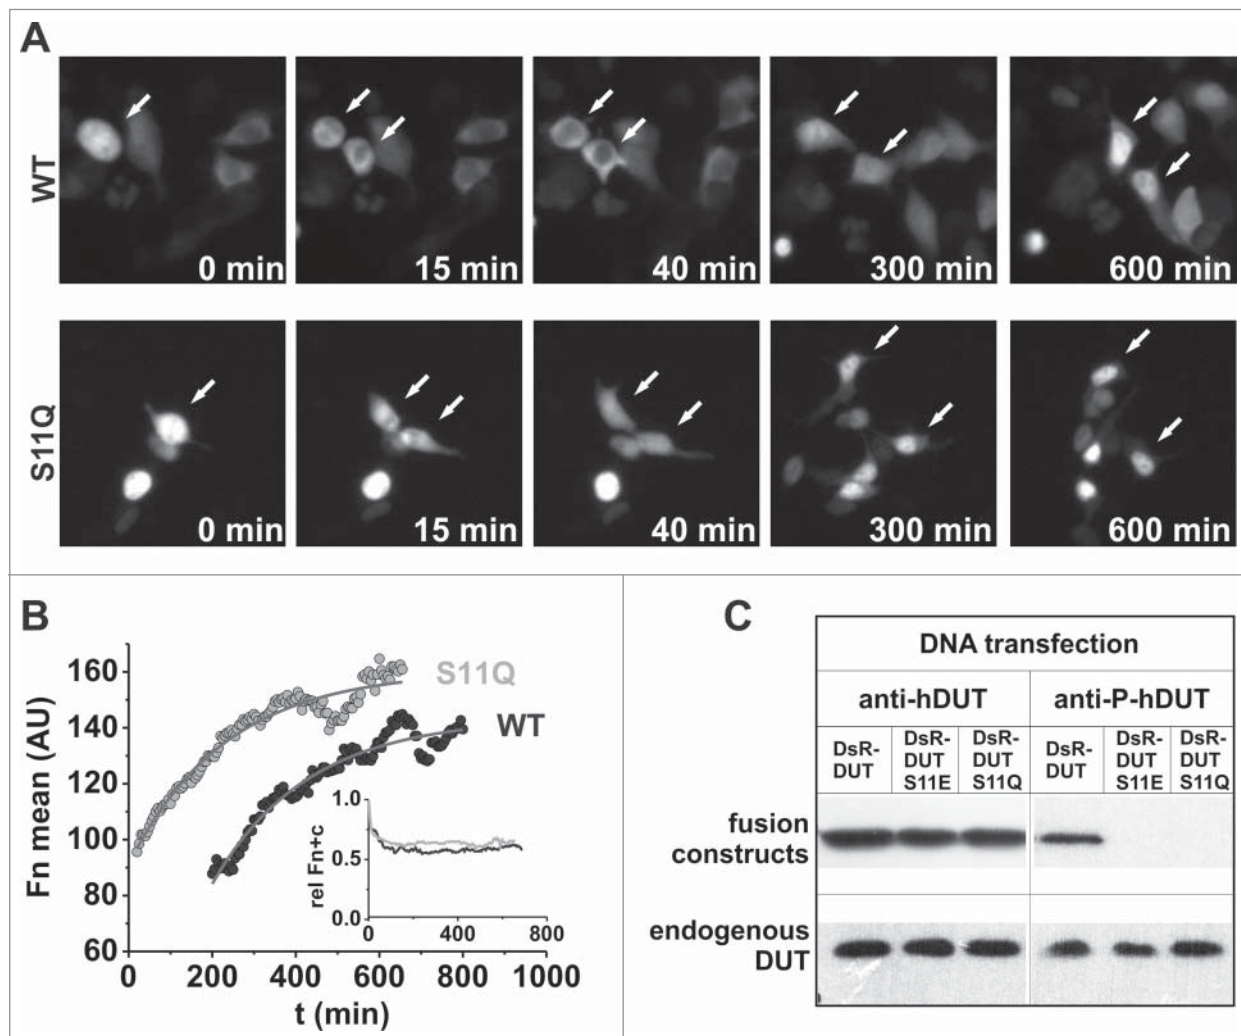 A
WT
0 min
15 min
40 min
300 min
600 min
S11Q
0 min
15 min
40 min
300 min
600 min
B
Fn mean (AU)
160
140
120
100
80
60
0
200
400
600
800
1000
t (min)
S11Q
WT
rel Fn+c
1.0
0.5
0.0
0
400
800
C
DNA transfection
anti-hDUT
anti-P-hDUT
DsR-
DUT
DsR-
DUT
S11E
DsR-
DUT
S11Q
DsR-
DUT
DsR-
DUT
S11E
DsR-
DUT
S11Q
fusion
constructs
endogenous
DUT